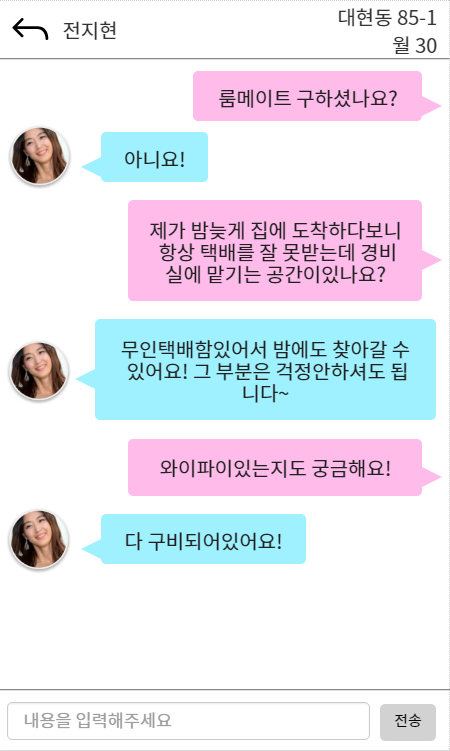 전지현
대현동 85-1
월 30
룸메이트 구하셨나요?
아니요!
제가 밤늦게 집에 도착하다보니
항상 택배를 잘 못받는데 경비
실에 맡기는 공간이있나요?
무인택배함있어서 밤에도 찾아갈 수
있어요! 그 부분은 걱정안하셔도 됩
니다~
와이파이있는지도 궁금해요!
다 구비되어있어요!
내용을 입력해주세요
전송